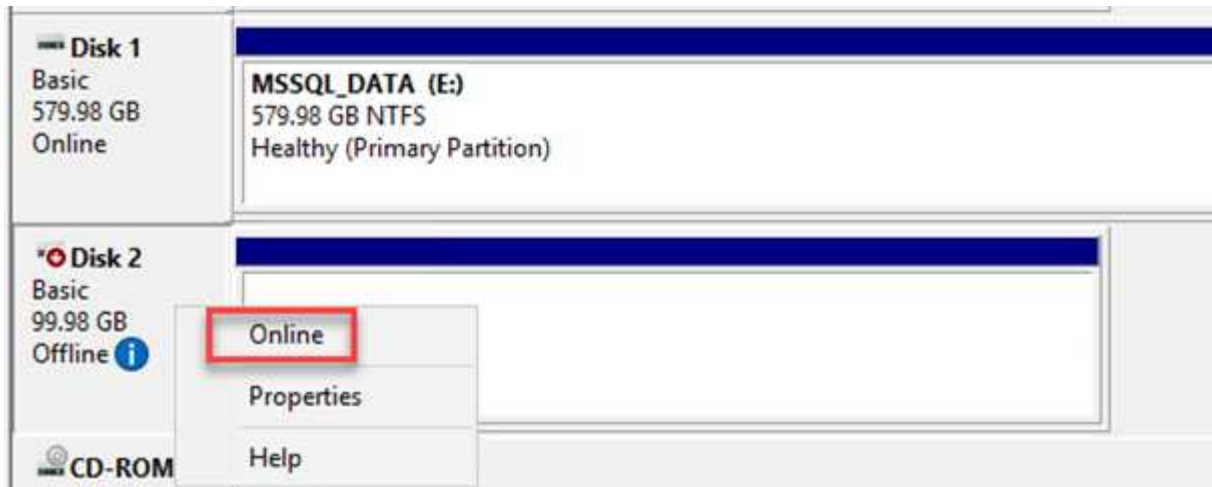 Disk 1
Basic
579.98 GB
Online
MSSQL_DATA (E:)
579.98 GB NTFS
Healthy (Primary Partition)
Disk 2
Basic
99.98 GB
Offline
Online
Properties
Help
CD-ROM